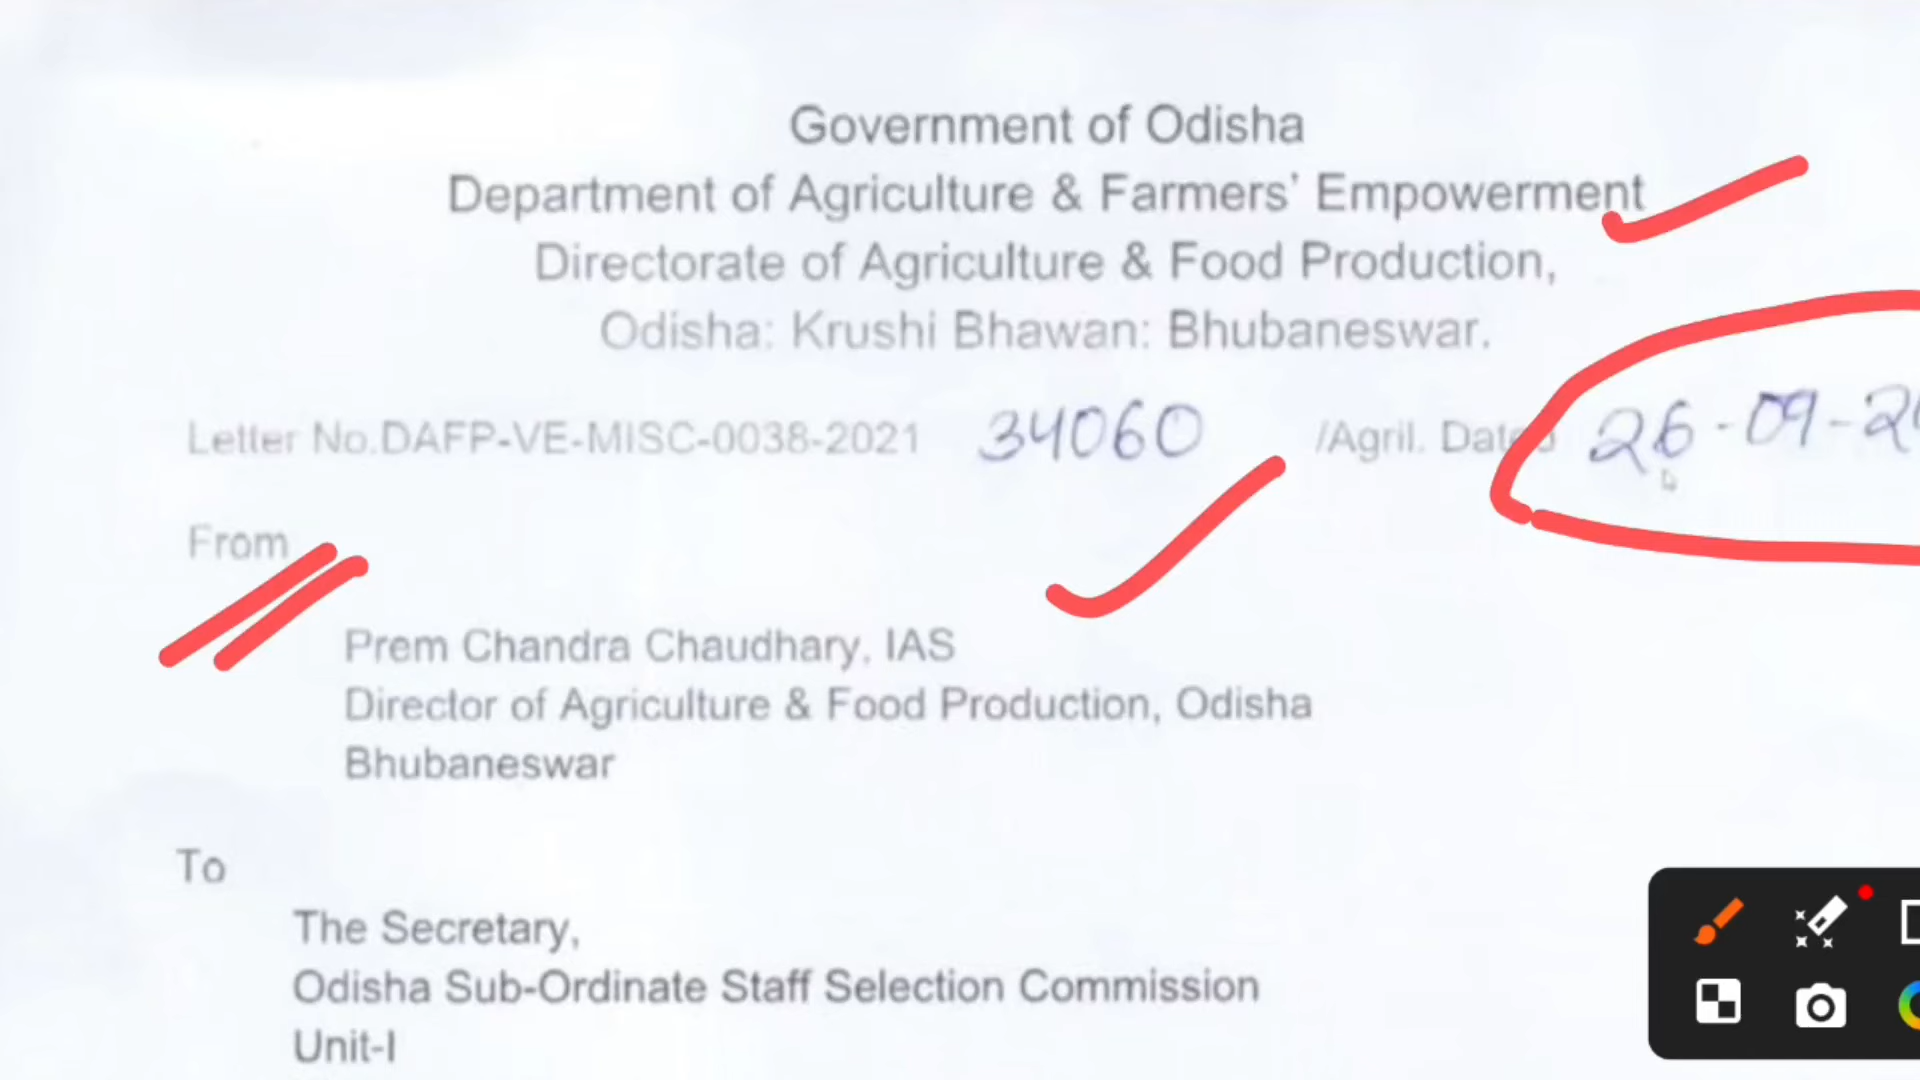 Government of Odisha
Department of Agriculture & Farmers' Empowerment
Directorate of Agriculture & Food Production,
Odisha: Krushi Bhawan: Bhubaneswar.
Letter No.DAFP-VE-MISC-0038-2021 34060 /Agril. Date 26-09-2
From
Prem Chandra Chaudhary, IAS
Director of Agriculture & Food Production, Odisha
Bhubaneswar
To
The Secretary,
Odisha Sub-Ordinate Staff Selection Commission
Unit-I